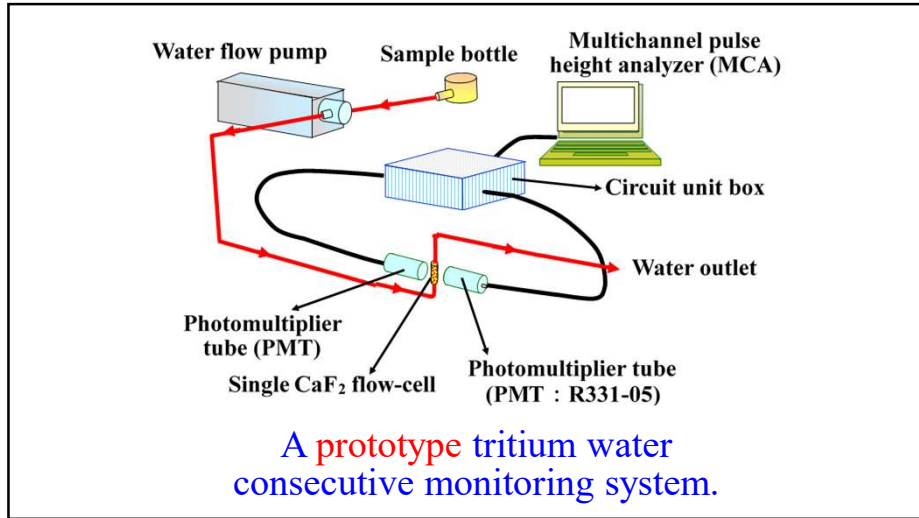 Water flow pump
Sample bottle
Multichannel pulse
height analyzer (MCA)
Circuit unit box
Water outlet
Photomultiplier
tube (PMT)
Single CaF₂ flow-cell
Photomultiplier tube
(PMT : R331-05)
A prototype tritium water
consecutive monitoring system.